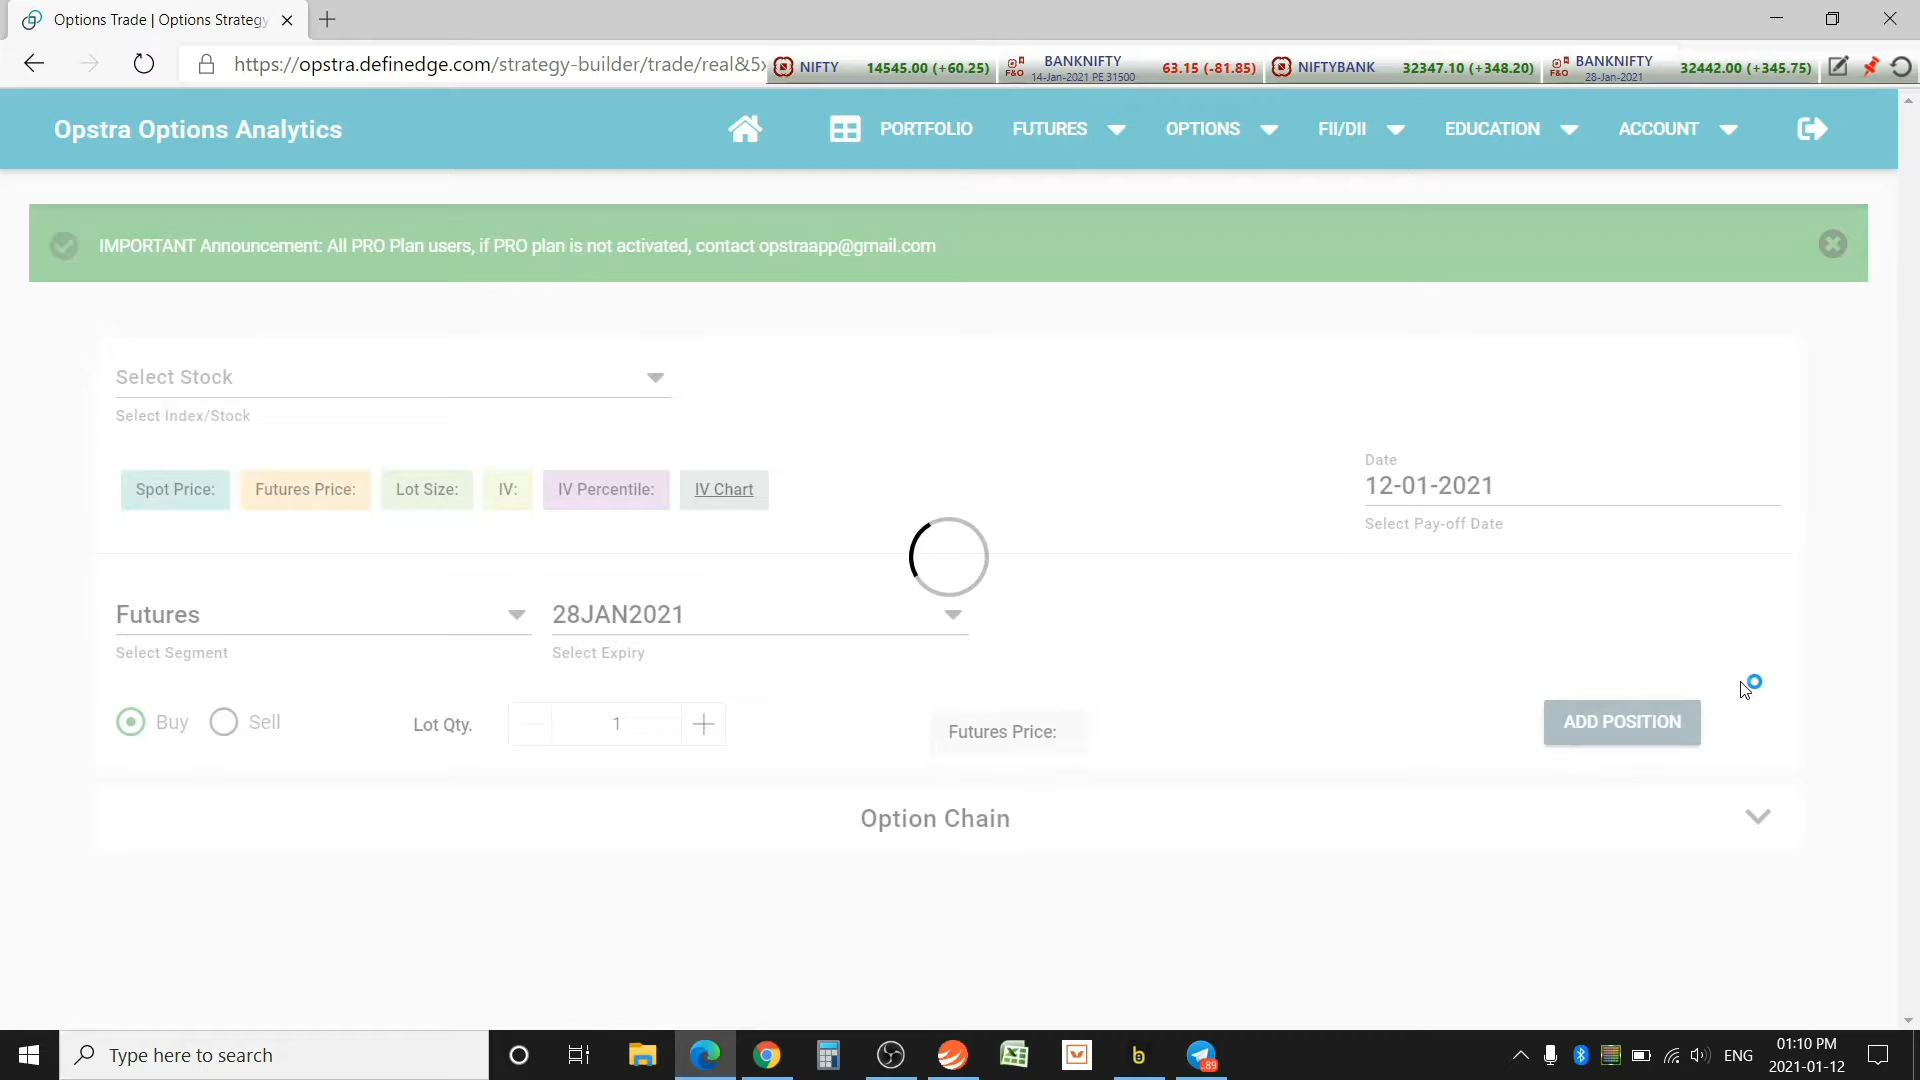 Options Trade | Options Strategy
https://opstra.definedge.com/strategy-builder/trade/real&5
NIFTY 14545.00 (+60.25)
F&O BANKNIFTY 14-Jan-2021 PE 31500 63.15 (-81.85)
NIFTYBANK 32347.10 (+348.20)
F&O BANKNIFTY 28-Jan-2021 32442.00 (+345.75)
Opstra Options Analytics
PORTFOLIO FUTURES OPTIONS FII/DII EDUCATION ACCOUNT
IMPORTANT Announcement: All PRO Plan users, if PRO plan is not activated, contact opstraapp@gmail.com
Select Stock
Select Index/Stock
Spot Price: Futures Price: Lot Size: IV: IV Percentile: IV Chart
Date
12-01-2021
Select Pay-off Date
Futures 28JAN2021
Select Segment Select Expiry
Buy Sell Lot Qty. 1 Futures Price: ADD POSITION
Option Chain
Type here to search
89
ENG
01:10 PM
2021-01-12